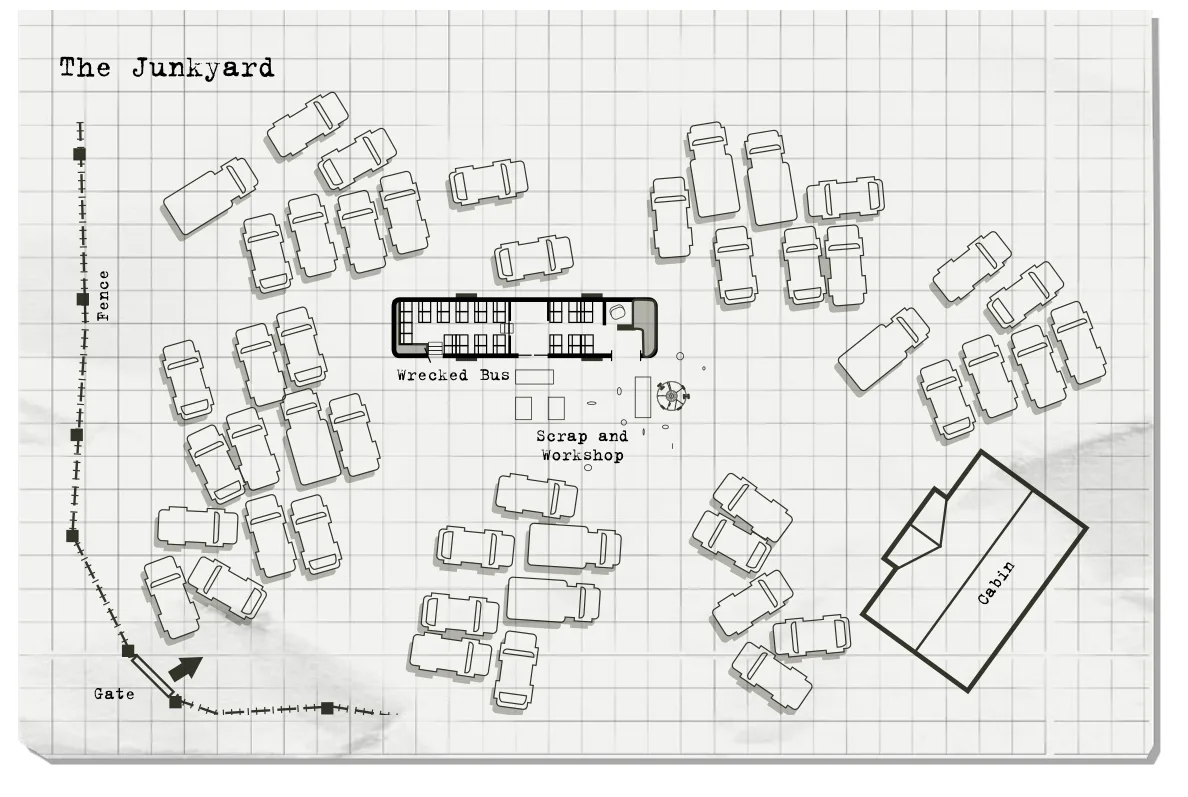 The Junkyard
Fence
Wrecked Bus
Scrap and
Workshop
Cabin
Gate